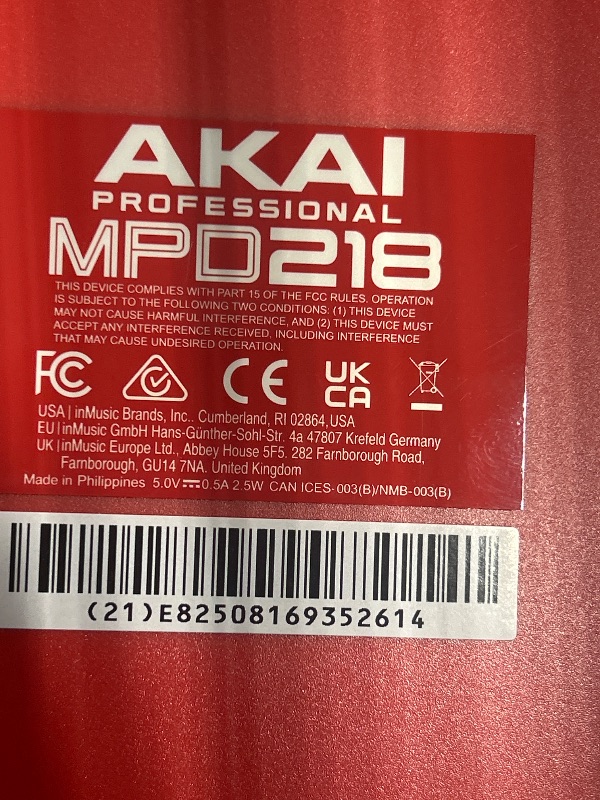 AKAI
PROFESSIONAL
MPD218
THIS DEVICE COMPLIES WITH PART 15 OF THE FCC RULES. OPERATION
IS SUBJECT TO THE FOLLOWING TWO CONDITIONS: (1) THIS DEVICE
MAY NOT CAUSE HARMFUL INTERFERENCE, AND (2) THIS DEVICE MUST
ACCEPT ANY INTERFERENCE RECEIVED, INCLUDING INTERFERENCE
THAT MAY CAUSE UNDESIRED OPERATION.
FC CE UK
CA
USA | inMusic Brands, Inc.. Cumberland, RI 02864, USA
EU | inMusic GmbH Hans-Günther-Sohl-Str. 4a 47807 Krefeld Germany
UK | inMusic Europe Ltd., Abbey House 5F5. 282 Farnborough Road,
Farnborough, GU14 7NA. United Kingdom
Made in Philippines 5.0V⎓0.5A 2.5W CAN ICES-003(B)/NMB-003(B)
(21)E82508169352614